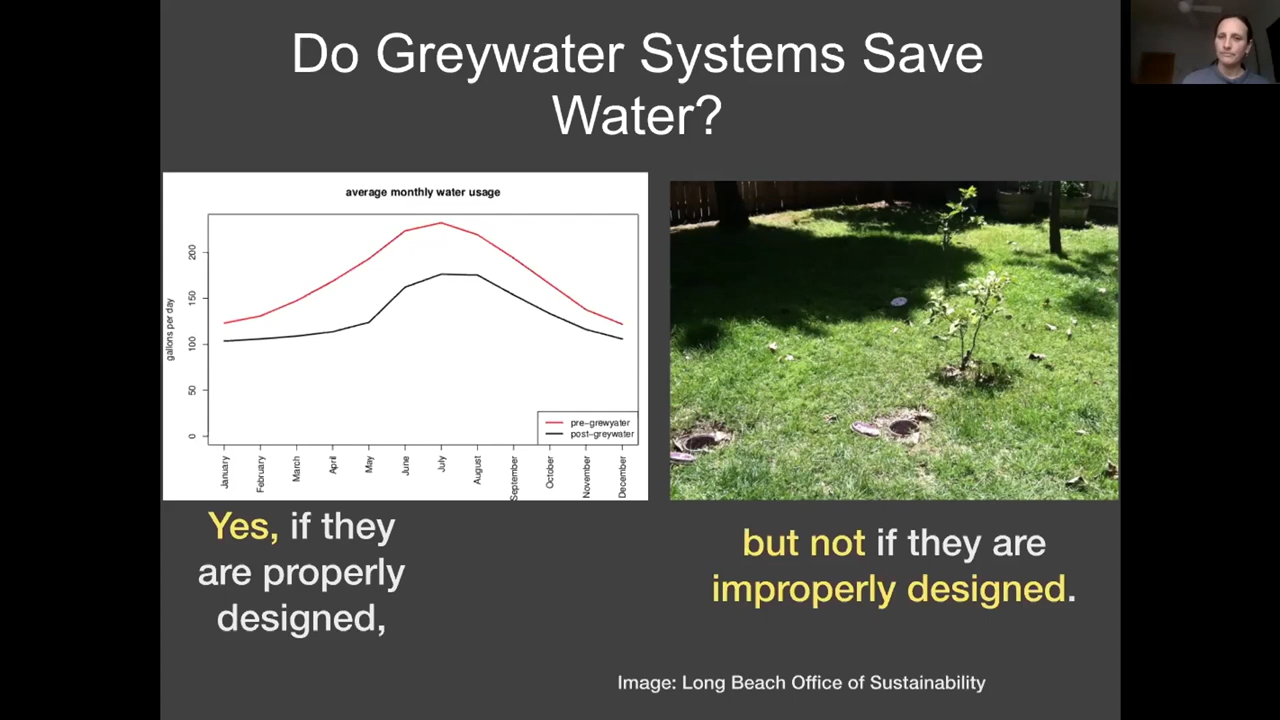 Do Greywater Systems Save
Water?
average monthly water usage
gallons per day
200
150
100
50
0
pre-grewyater
post-greywater
January
February
March
April
May
June
July
August
September
October
November
December
Yes, if they
are properly
designed,
but not if they are
improperly designed.
Image: Long Beach Office of Sustainability